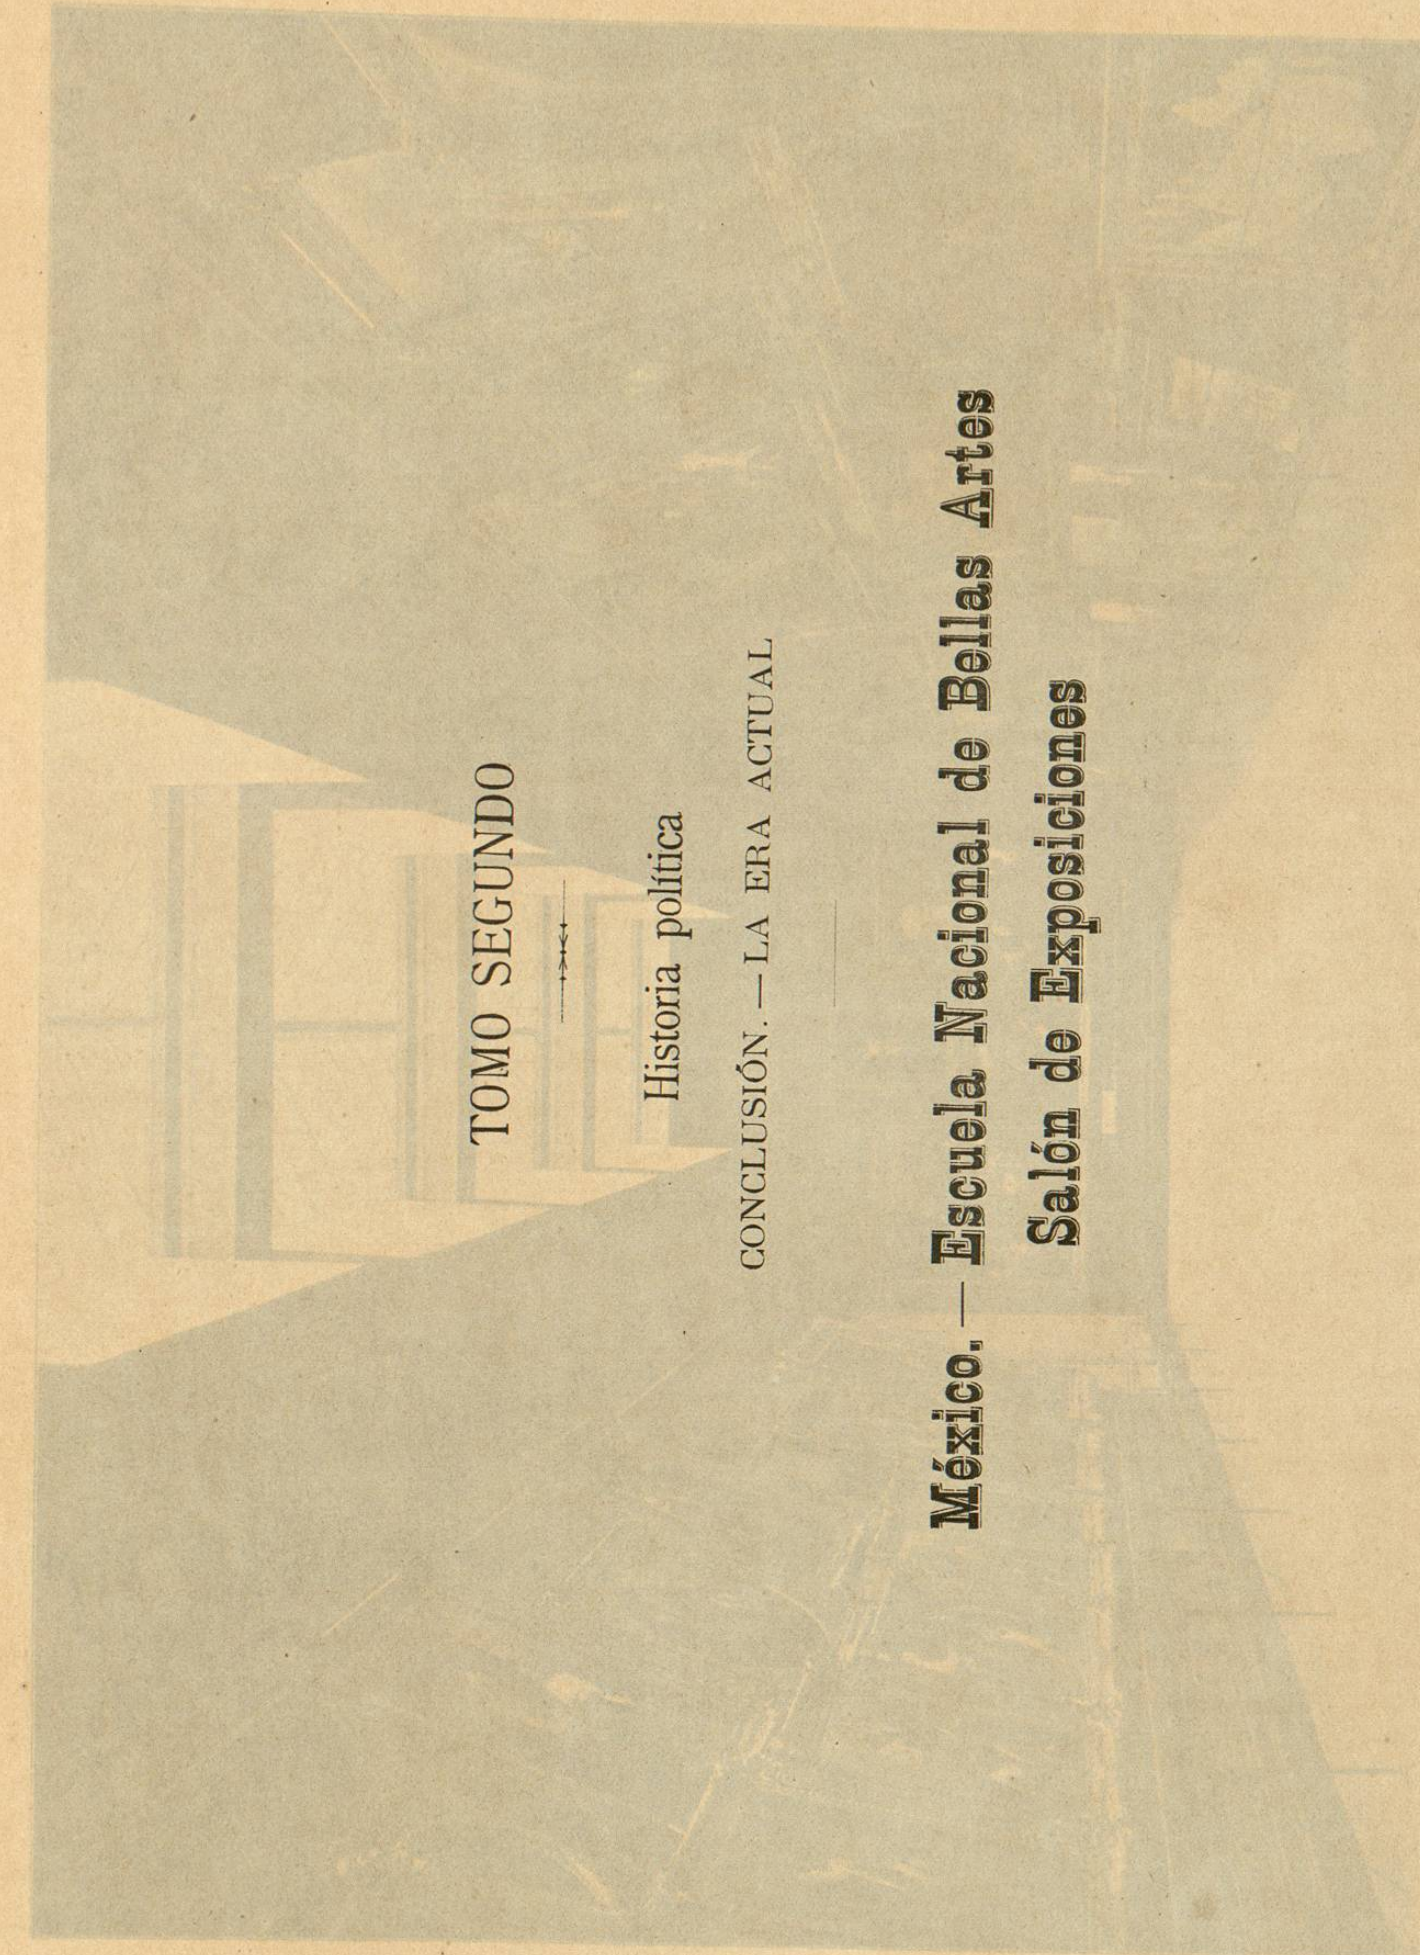 TOMO SEGUNDO
Historia política
CONCLUSIÓN. — LA ERA ACTUAL
México. — Escuela Nacional de Bellas Artes
Salón de Exposiciones